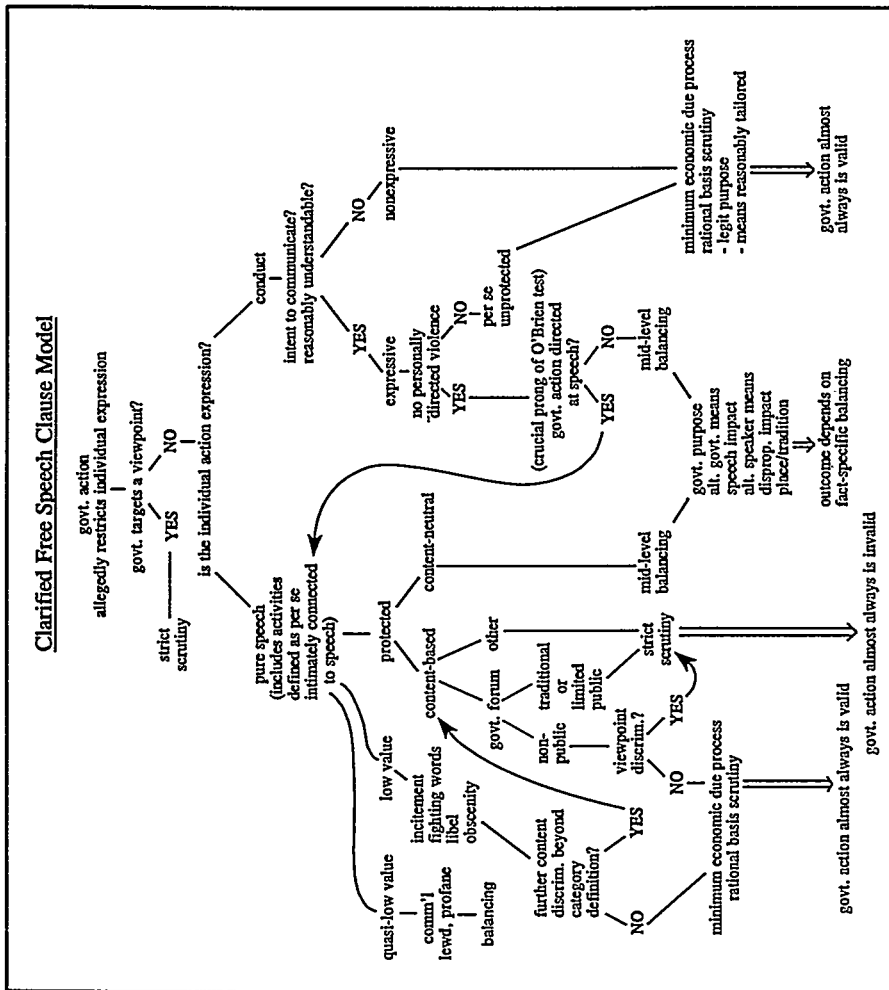 Clarified Free Speech Clause Model
govt. action
allegedly restricts individual expression
govt. targets a viewpoint?
YES
NO
strict
scrutiny
is the individual action expression?
pure speech
(includes activities
defined as per se
intimately connected
to speech)
conduct
intent to communicate?
reasonably understandable?
YES
NO
expressive
nonexpressive
no personally
directed violence
YES
NO
per se
unprotected
(crucial prong of O'Brien test)
govt. action directed
at speech?
YES
NO
mid-level
balancing
quasi-low value
comm'l
lewd, profane
balancing
low value
incitement
fighting words
libel
obscenity
further content
discrim. beyond
category
definition?
NO
YES
protected
content-based
content-neutral
govt. forum
other
non-
public
traditional
or
limited
public
viewpoint
discrim.?
NO
YES
strict
scrutiny
mid-level
balancing
minimum economic due process
rational basis scrutiny
govt. action almost always is valid
govt. action almost always is invalid
govt. purpose
alt. govt. means
speech impact
alt. speaker means
disprop. impact
place/tradition
outcome depends on
fact-specific balancing
minimum economic due process
rational basis scrutiny
- legit purpose
- means reasonably tailored
govt. action almost
always is valid